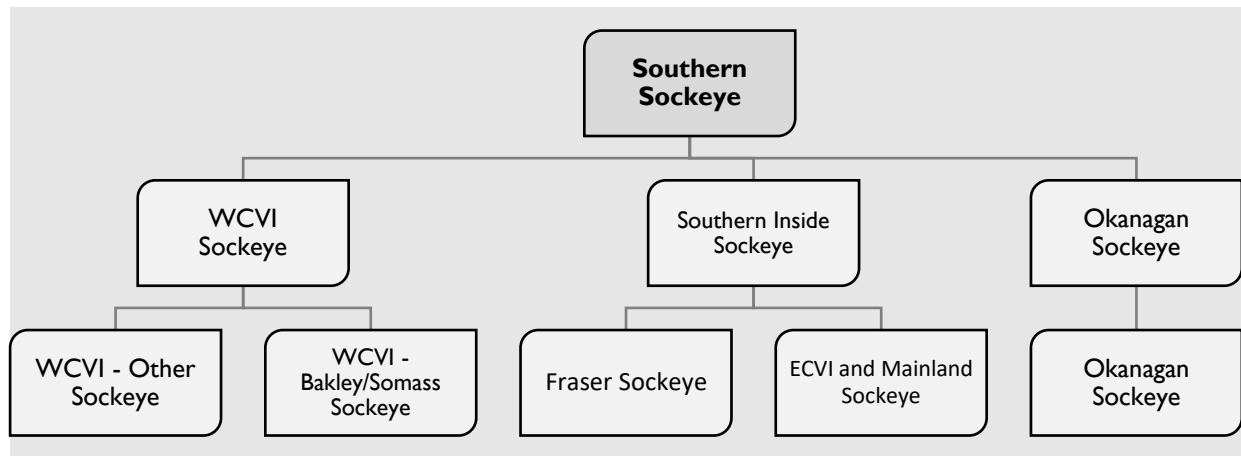 Southern
Sockeye
WCVI
Sockeye
Southern Inside
Sockeye
Okanagan
Sockeye
WCVI - Other
Sockeye
WCVI -
Bakley/Somass
Sockeye
Fraser Sockeye
ECVI and Mainland
Sockeye
Okanagan
Sockeye